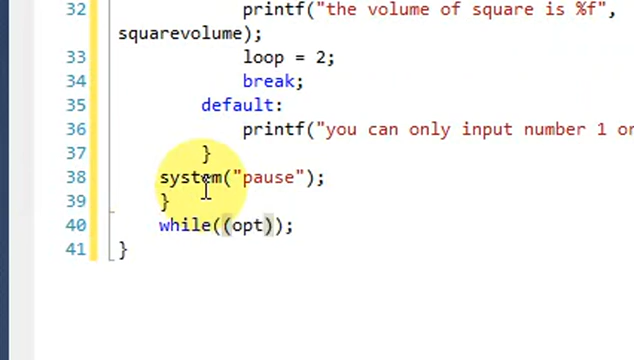 32 printf("the volume of square is %f",
squarevolume);
33 loop = 2;
34 break;
35 default:
36 printf("you can only input number 1 or
37 }
38 system("pause");
39 }
40 while((opt));
41 }